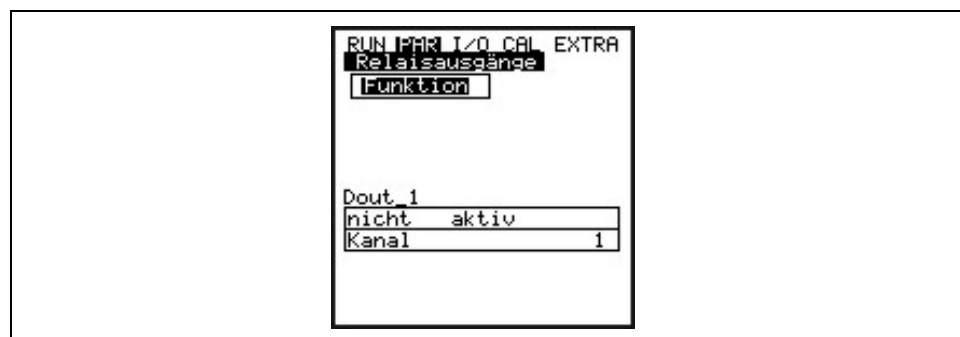 RUN PAR I/O CAL EXTRA
Relaisausgänge
Funktion
Dout_1
nicht aktiv
Kanal 1